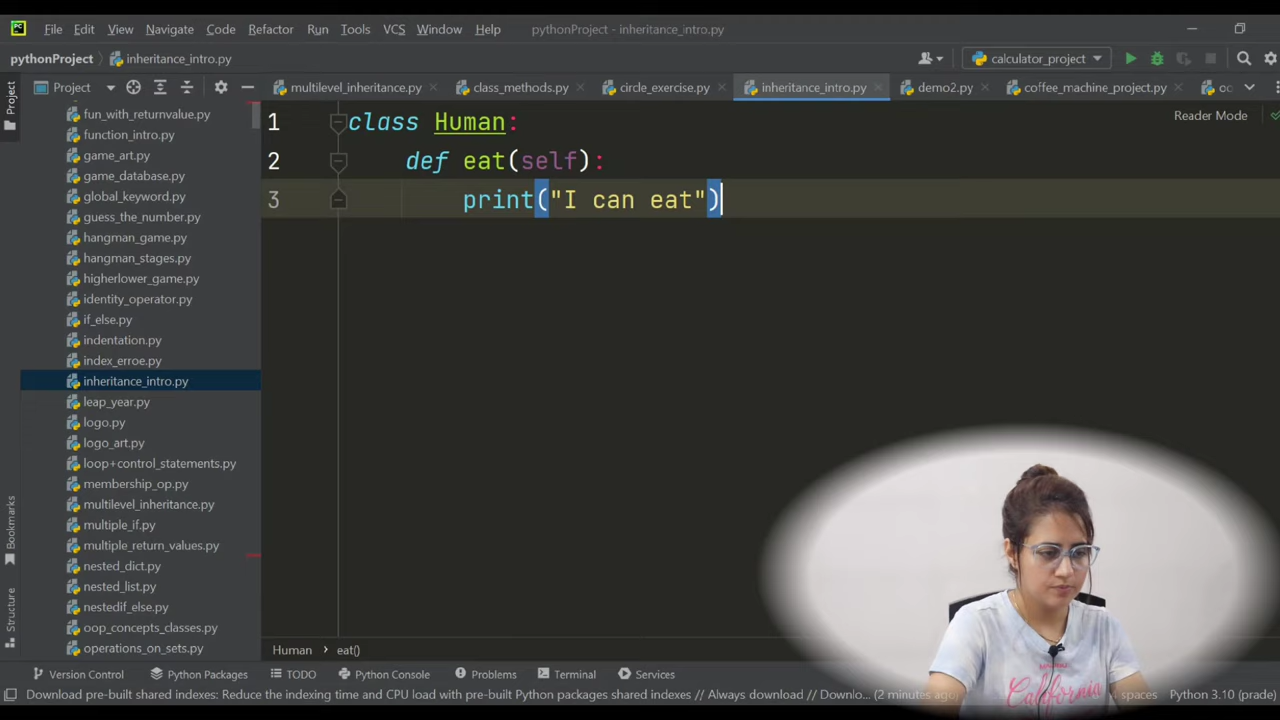 PC File Edit View Navigate Code Refactor Run Tools VCS Window Help pythonProject - inheritance_intro.py
pythonProject inheritance_intro.py calculator_project
Project
Project multilevel_inheritance.py class_methods.py circle_exercise.py inheritance_intro.py demo2.py coffee_machine_project.py oo
Reader Mode
fun_with_returnvalue.py
function_intro.py
game_art.py
game_database.py
global_keyword.py
guess_the_number.py
hangman_game.py
hangman_stages.py
higherlower_game.py
identity_operator.py
if_else.py
indentation.py
index_erroe.py
inheritance_intro.py
leap_year.py
logo.py
logo_art.py
loop+control_statements.py
membership_op.py
multilevel_inheritance.py
multiple_if.py
multiple_return_values.py
nested_dict.py
nested_list.py
nestedif_else.py
oop_concepts_classes.py
operations_on_sets.py
1 class Human:
2 def eat(self):
3 print("I can eat")
Bookmarks
Structure
CALIFORNIA
Human › eat()
Version Control Python Packages TODO Python Console Problems Terminal Services
Download pre-built shared indexes: Reduce the indexing time and CPU load with pre-built Python packages shared indexes // Always download // Downlo... (2 minutes ago) spaces Python 3.10 (prade)